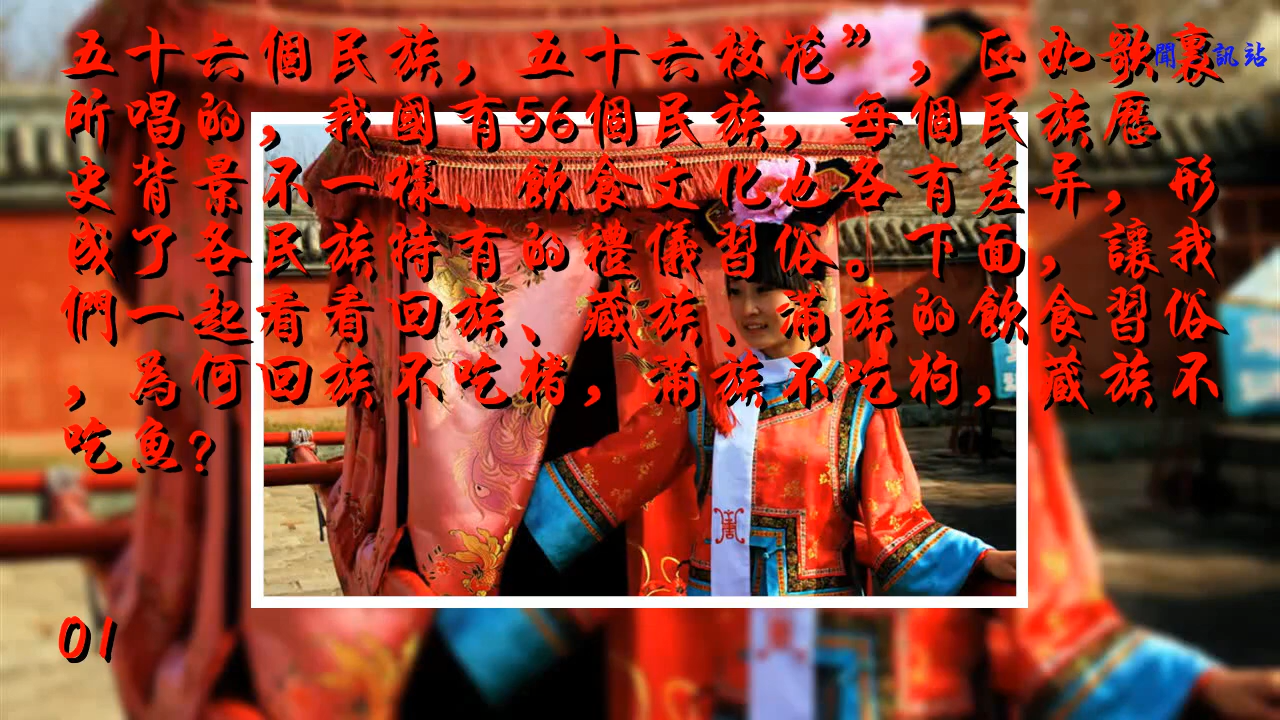 五十六個民族，五十六枝花”，正如歌裏
聞 訊站
所唱的，我國有56個民族，每個民族歷
史背景不一樣、飲食文化也各有差异，形
成了各民族特有的禮儀習俗。下面，讓我
們一起看看回族、藏族、滿族的飲食習俗
，爲何回族不吃猪，滿族不吃狗，藏族不
吃魚？
01